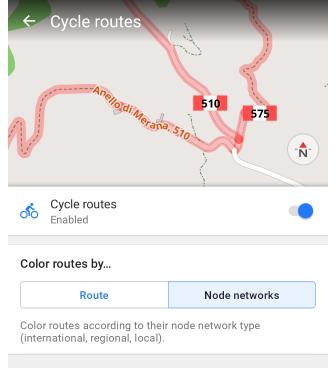 Cycle routes
510
575
Anello di Merana, 510
N
Cycle routes
Enabled
Color routes by…
Route
Node networks
Color routes according to their node network type
(international, regional, local).